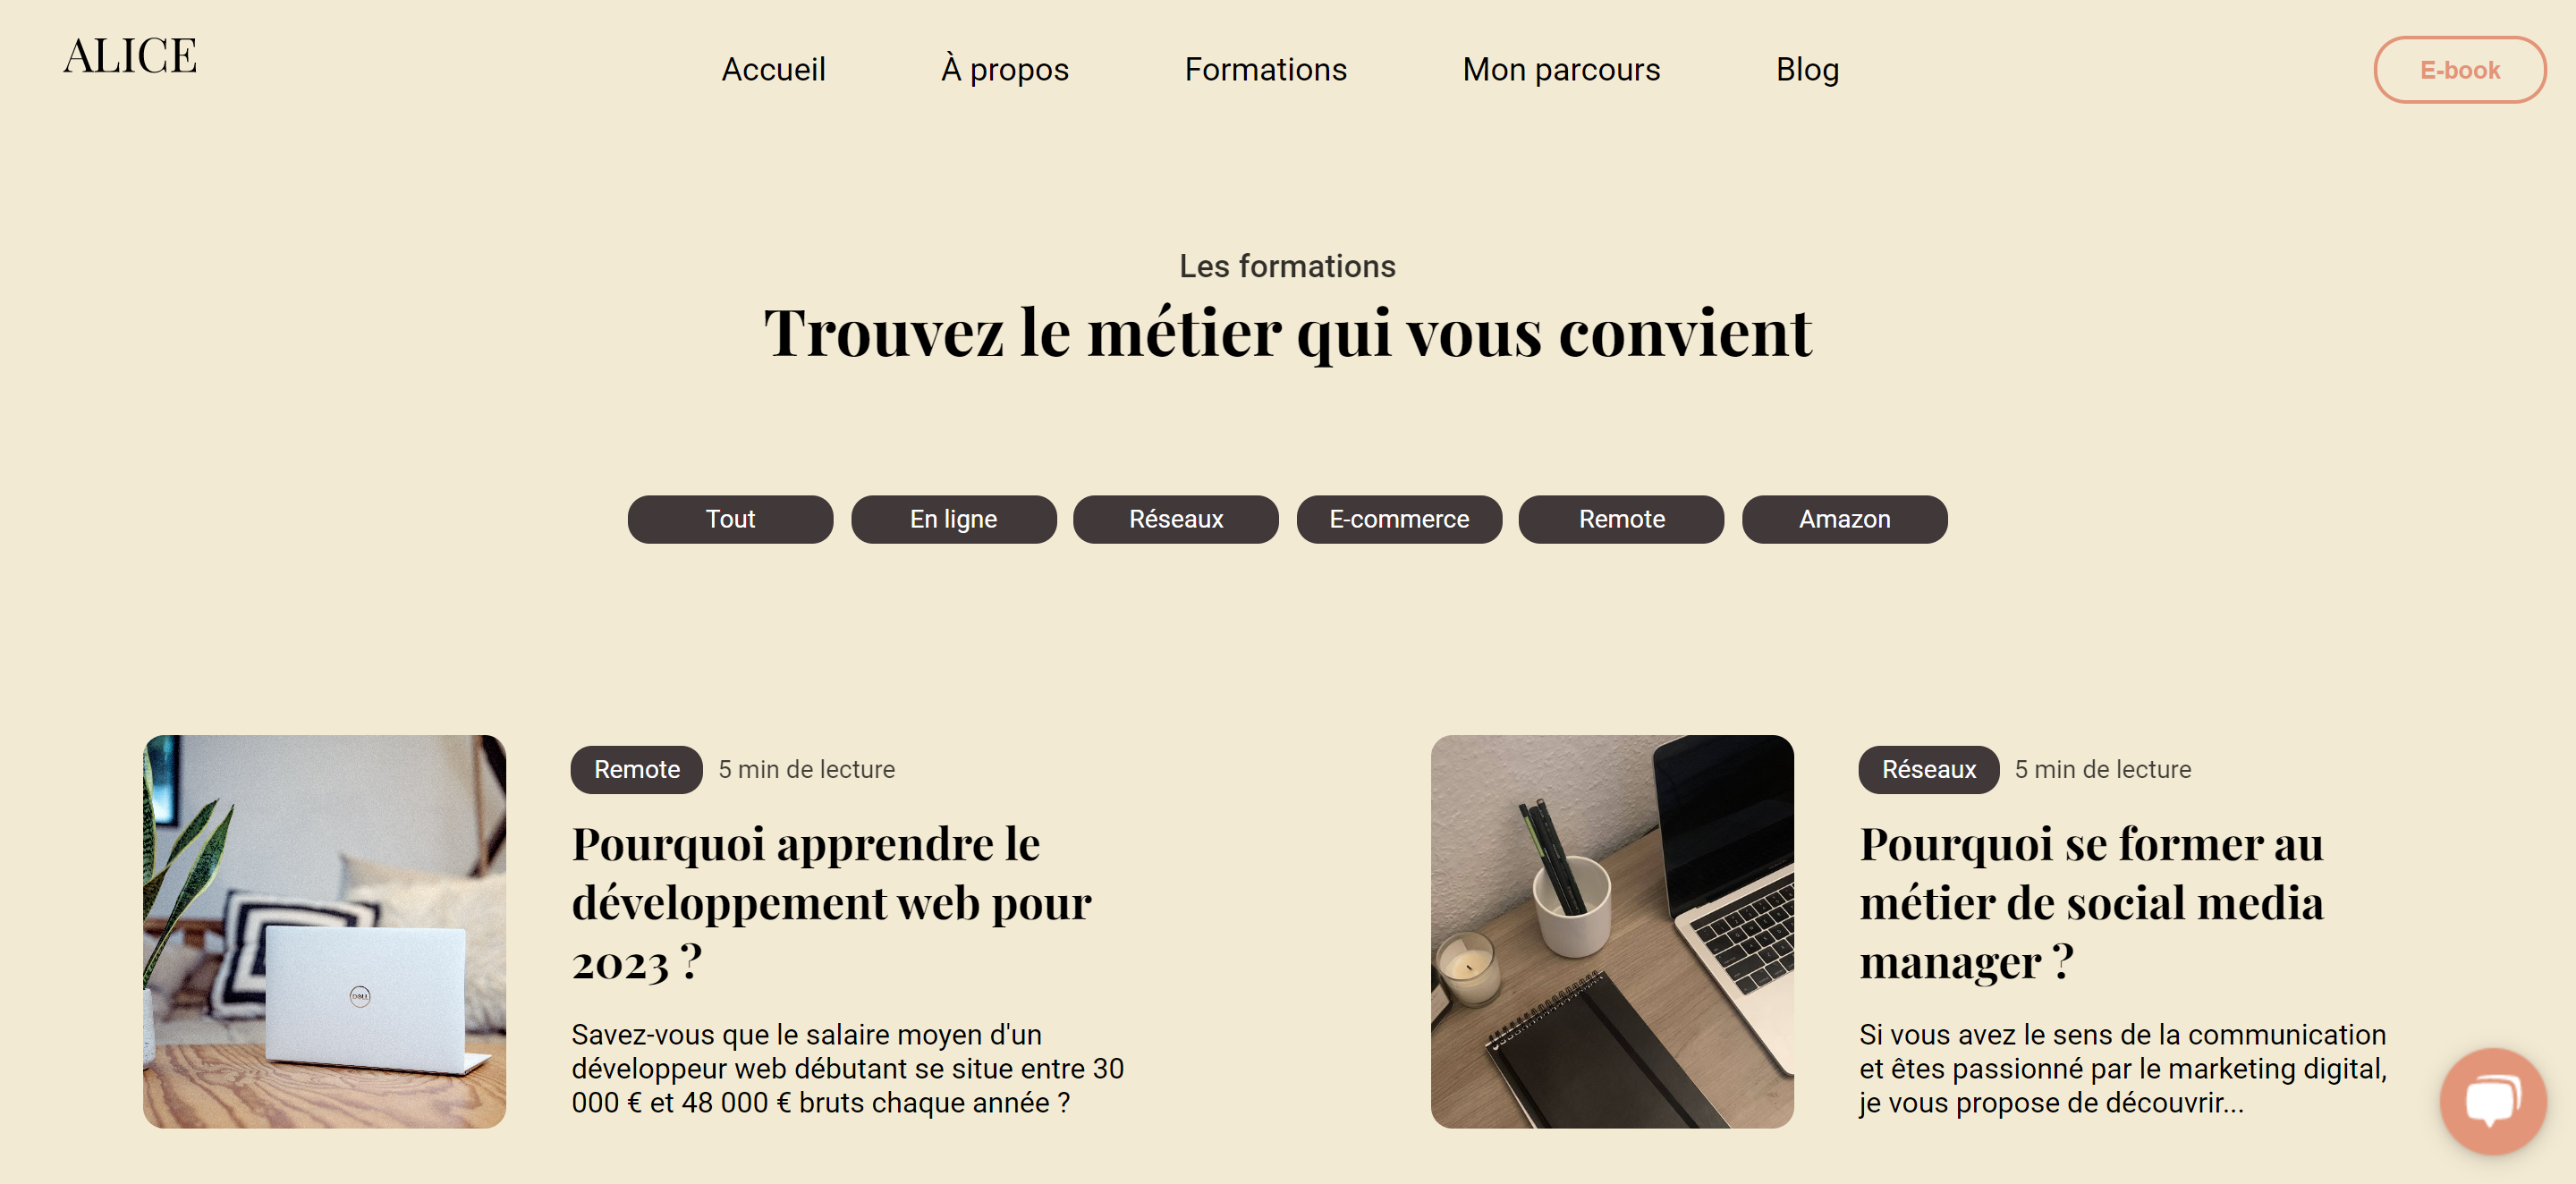 ALICE
Accueil
À propos
Formations
Mon parcours
Blog
E-book
Les formations
Trouvez le métier qui vous convient
Tout
En ligne
Réseaux
E-commerce
Remote
Amazon
DELL
Remote
5 min de lecture
Pourquoi apprendre le
développement web pour
2023 ?
Savez-vous que le salaire moyen d'un
développeur web débutant se situe entre 30
000 € et 48 000 € bruts chaque année ?
Réseaux
5 min de lecture
Pourquoi se former au
métier de social media
manager ?
Si vous avez le sens de la communication
et êtes passionné par le marketing digital,
je vous propose de découvrir...